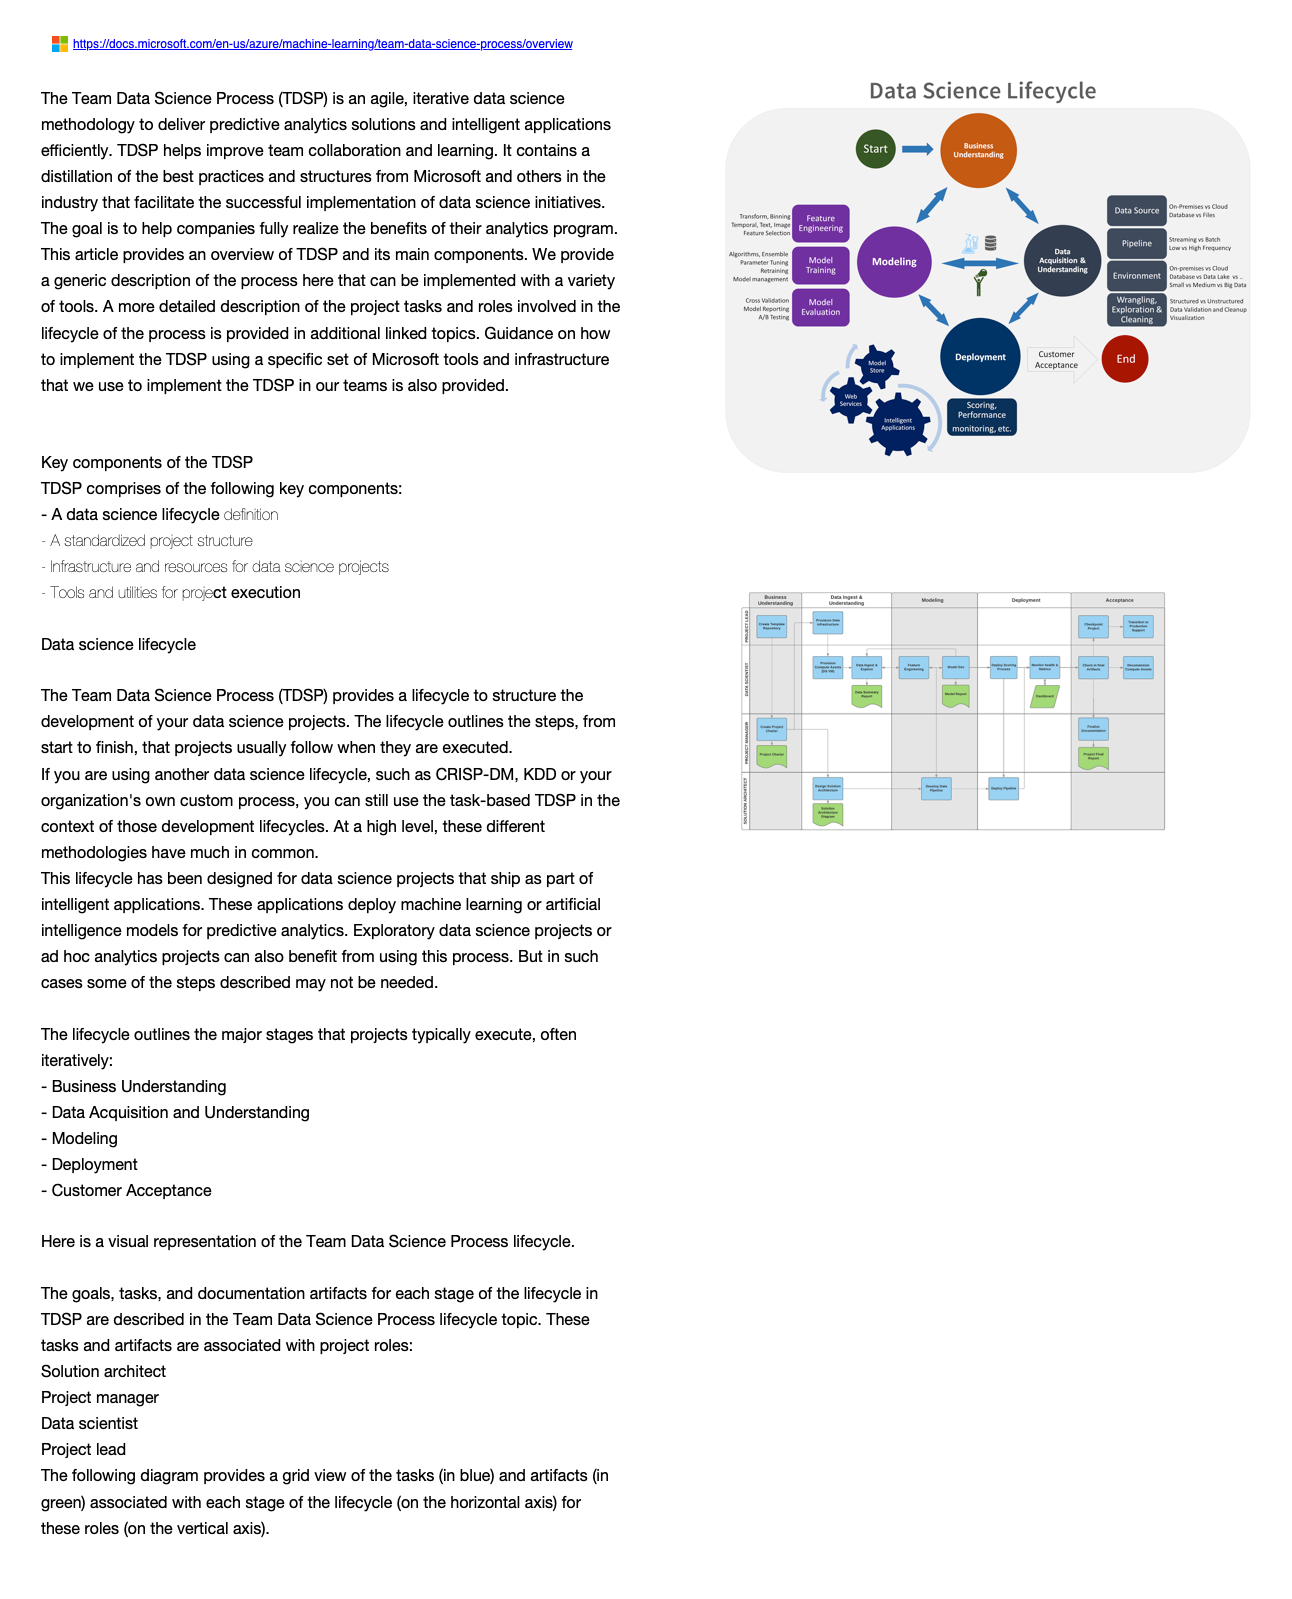 https://docs.microsoft.com/en-us/azure/machine-learning/team-data-science-process/overview
The Team Data Science Process (TDSP) is an agile, iterative data science
methodology to deliver predictive analytics solutions and intelligent applications
efficiently. TDSP helps improve team collaboration and learning. It contains a
distillation of the best practices and structures from Microsoft and others in the
industry that facilitate the successful implementation of data science initiatives.
The goal is to help companies fully realize the benefits of their analytics program.
This article provides an overview of TDSP and its main components. We provide
a generic description of the process here that can be implemented with a variety
of tools. A more detailed description of the project tasks and roles involved in the
lifecycle of the process is provided in additional linked topics. Guidance on how
to implement the TDSP using a specific set of Microsoft tools and infrastructure
that we use to implement the TDSP in our teams is also provided.
Key components of the TDSP
TDSP comprises of the following key components:
- A data science lifecycle definition
- A standardized project structure
- Infrastructure and resources for data science projects
- Tools and utilities for project execution
Data science lifecycle
The Team Data Science Process (TDSP) provides a lifecycle to structure the
development of your data science projects. The lifecycle outlines the steps, from
start to finish, that projects usually follow when they are executed.
If you are using another data science lifecycle, such as CRISP-DM, KDD or your
organization's own custom process, you can still use the task-based TDSP in the
context of those development lifecycles. At a high level, these different
methodologies have much in common.
This lifecycle has been designed for data science projects that ship as part of
intelligent applications. These applications deploy machine learning or artificial
intelligence models for predictive analytics. Exploratory data science projects or
ad hoc analytics projects can also benefit from using this process. But in such
cases some of the steps described may not be needed.
The lifecycle outlines the major stages that projects typically execute, often
iteratively:
- Business Understanding
- Data Acquisition and Understanding
- Modeling
- Deployment
- Customer Acceptance
Here is a visual representation of the Team Data Science Process lifecycle.
The goals, tasks, and documentation artifacts for each stage of the lifecycle in
TDSP are described in the Team Data Science Process lifecycle topic. These
tasks and artifacts are associated with project roles:
Solution architect
Project manager
Data scientist
Project lead
The following diagram provides a grid view of the tasks (in blue) and artifacts (in
green) associated with each stage of the lifecycle (on the horizontal axis) for
these roles (on the vertical axis).
Data Science Lifecycle
Start
Business
Understanding
Transform, Binning
Temporal, Text, Image
Feature Selection
Feature
Engineering
Algorithms, Ensemble
Parameter Tuning
Retraining
Model management
Model
Training
Cross Validation
Model Reporting
A/B Testing
Model
Evaluation
Modeling
Data
Acquisition &
Understanding
Data Source
On-Premises vs Cloud
Database vs Files
Pipeline
Streaming vs Batch
Low vs High Frequency
Environment
On-premises vs Cloud
Database vs Data Lake vs ..
Small vs Medium vs Big Data
Wrangling,
Exploration &
Cleaning
Structured vs Unstructured
Data Validation and Cleanup
Visualization
Deployment
Customer
Acceptance
End
Model
Store
Web
Services
Intelligent
Applications
Scoring,
Performance
monitoring, etc.
Business
Understanding
Data Ingest &
Understanding
Modeling
Deployment
Acceptance
PROJECT LEAD
Create Template
Repository
Provision Data
Infrastructure
Checkpoint
Project
Transition to
Production
Support
DATA SCIENTIST
Provision
Compute Assets
(DS VM)
Data Ingest &
Explore
Feature
Engineering
Model Dev
Deploy Scoring
Process
Monitor health &
Metrics
Check-in final
Artifacts
Decommission
Compute Assets
Data Summary
Report
Model Report
Dashboard
PROJECT MANAGER
Create Project
Charter
Project Charter
Finalize
Documentation
Project Final
Report
SOLUTION ARCHITECT
Design Solution
Architecture
Solution
Architecture
Diagram
Develop Data
Pipeline
Deploy Pipeline